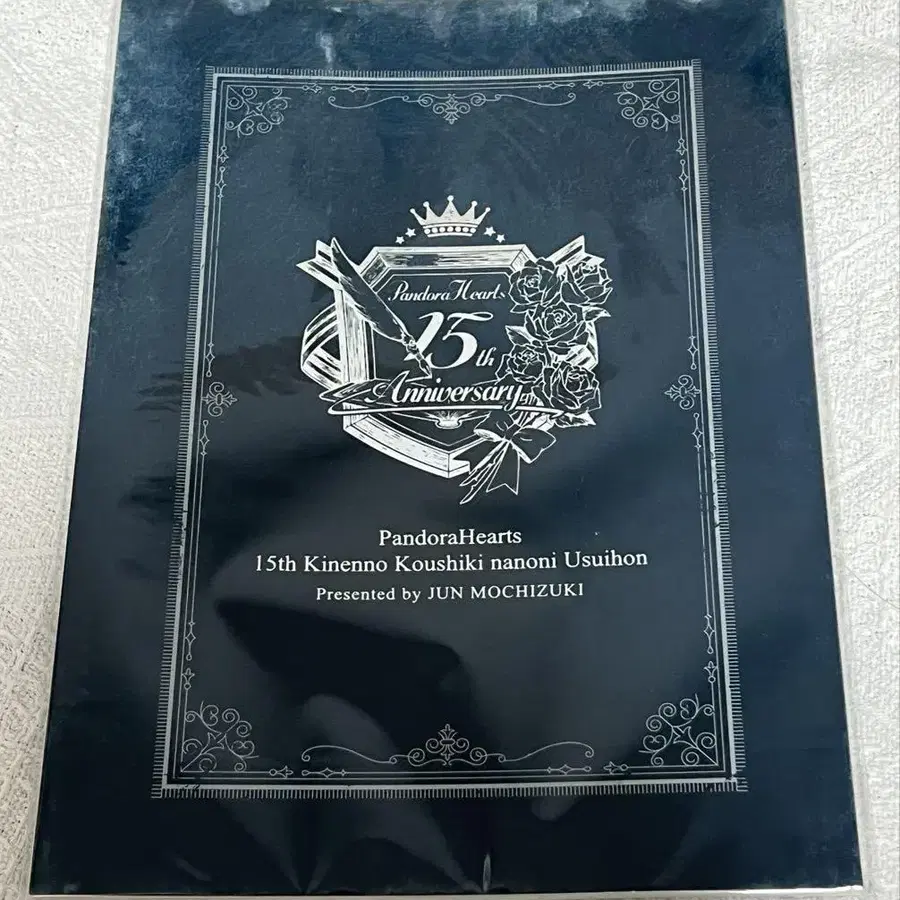 PandoraHearts
15th
Anniversary
PandoraHearts
15th Kinenno Koushiki nanoni Usuihon
Presented by JUN MOCHIZUKI